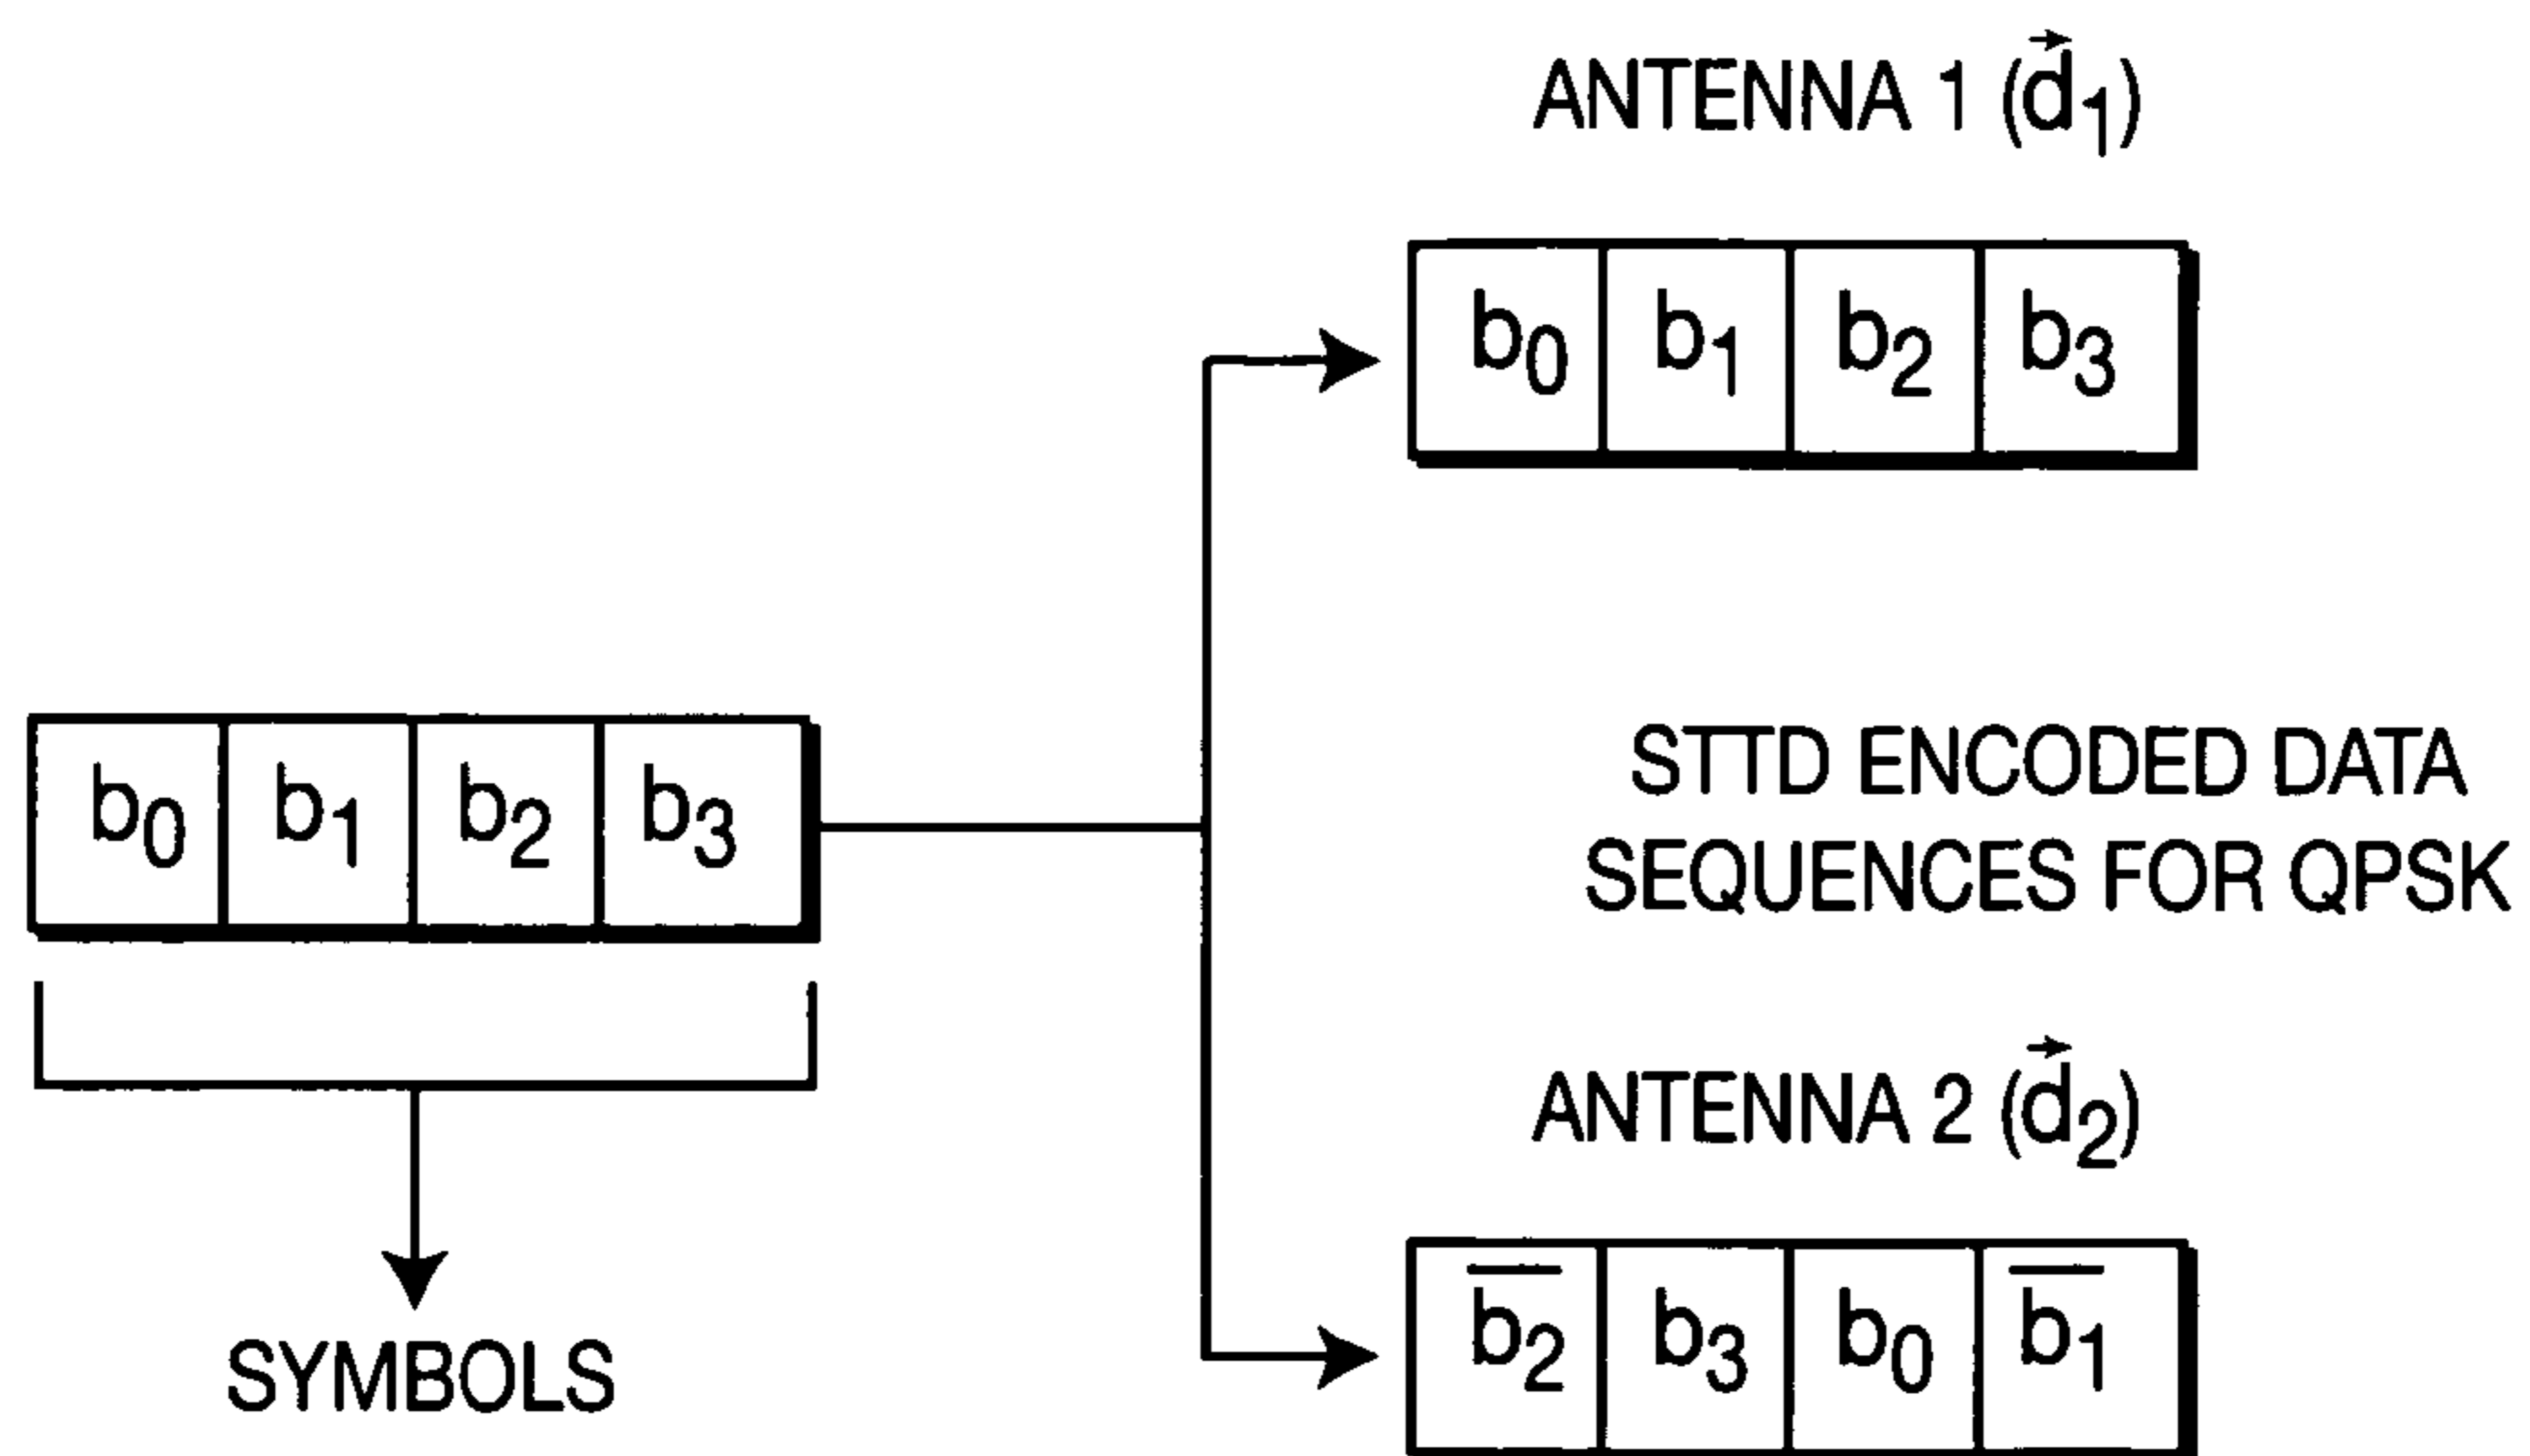 ANTENNA 1 (d⃗₁)
b₀ b₁ b₂ b₃
b₀ b₁ b₂ b₃
STTD ENCODED DATA
SEQUENCES FOR QPSK
SYMBOLS
ANTENNA 2 (d⃗₂)
b̅₂ b₃ b₀ b̅₁